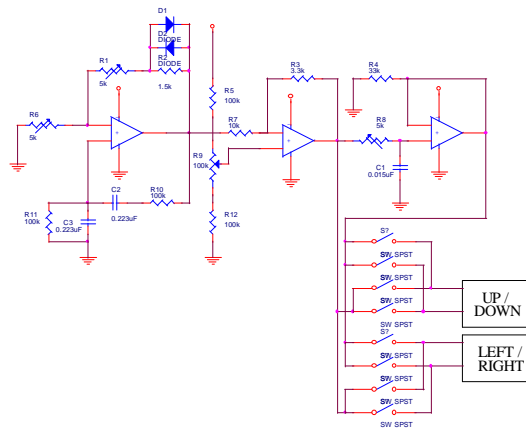 D1
DIODE
D2
DIODE
R1
5k
R2
1.5k
R3
3.3k
R4
33k
R5
100k
R6
5k
R7
10k
R8
5k
R9
100k
C1
0.015uF
C2
0.223uF
R10
100k
R11
100k
C3
0.223uF
R12
100k
S?
SW SPST
SW SPST
SW SPST
UP /
DOWN
S?
SW SPST
LEFT /
RIGHT
SW SPST
SW SPST
SW SPST
SW SPST